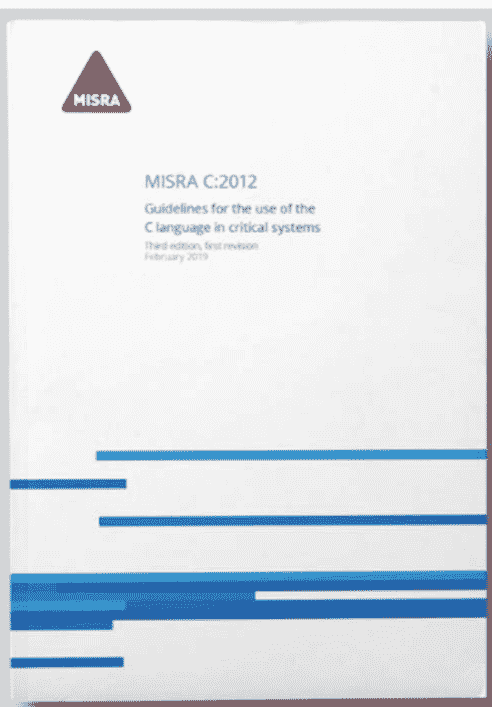 MISRA
MISRA C:2012
Guidelines for the use of the
C language in critical systems
Third edition, first revision
February 2019